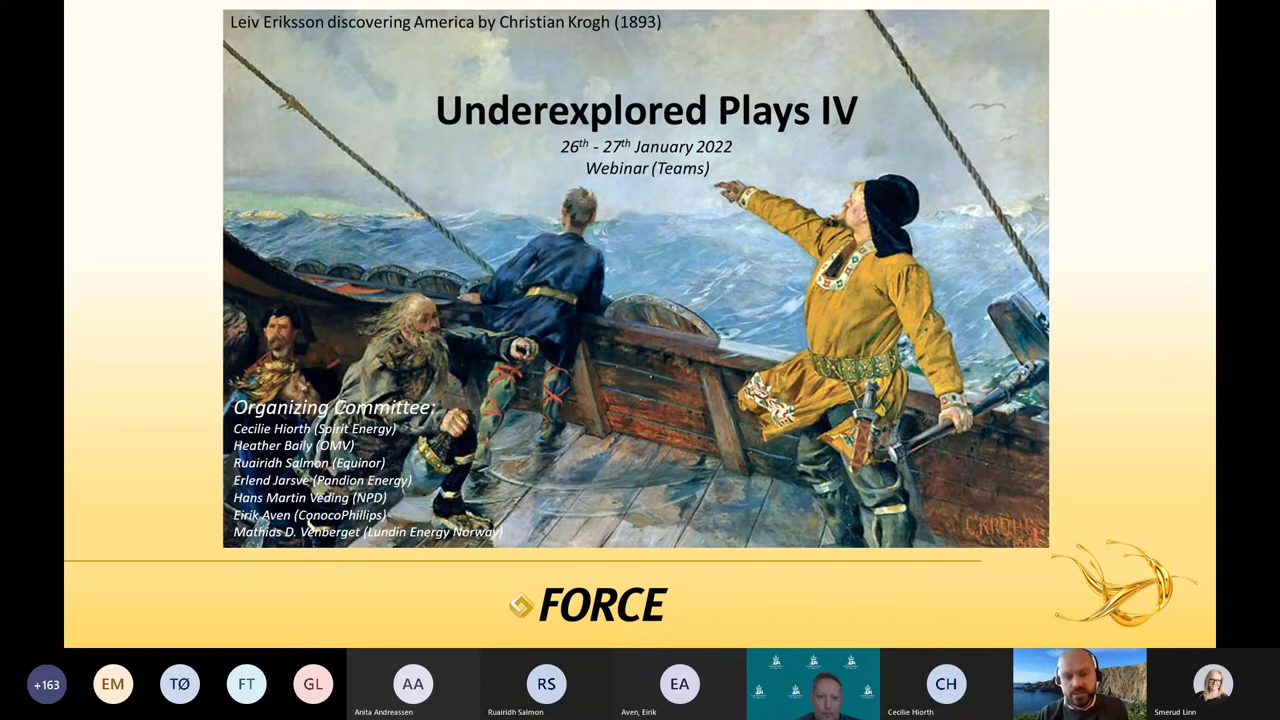 Leiv Eriksson discovering America by Christian Krogh (1893)
Underexplored Plays IV
26th - 27th January 2022
Webinar (Teams)
Organizing Committee:
Cecilie Hiorth (Spirit Energy)
Heather Baily (OMV)
Ruairidh Salmon (Equinor)
Erlend Jarsve (Pandion Energy)
Hans Martin Veding (NPD)
Eirik Aven (ConocoPhillips)
Mathias D. Venberget (Lundin Energy Norway)
FORCE
+163
EM
TØ
FT
GL
AA
RS
EA
CH
Anita Andreassen
Ruairidh Salmon
Aven, Eirik
Cecilie Hiorth
Smerud Linn